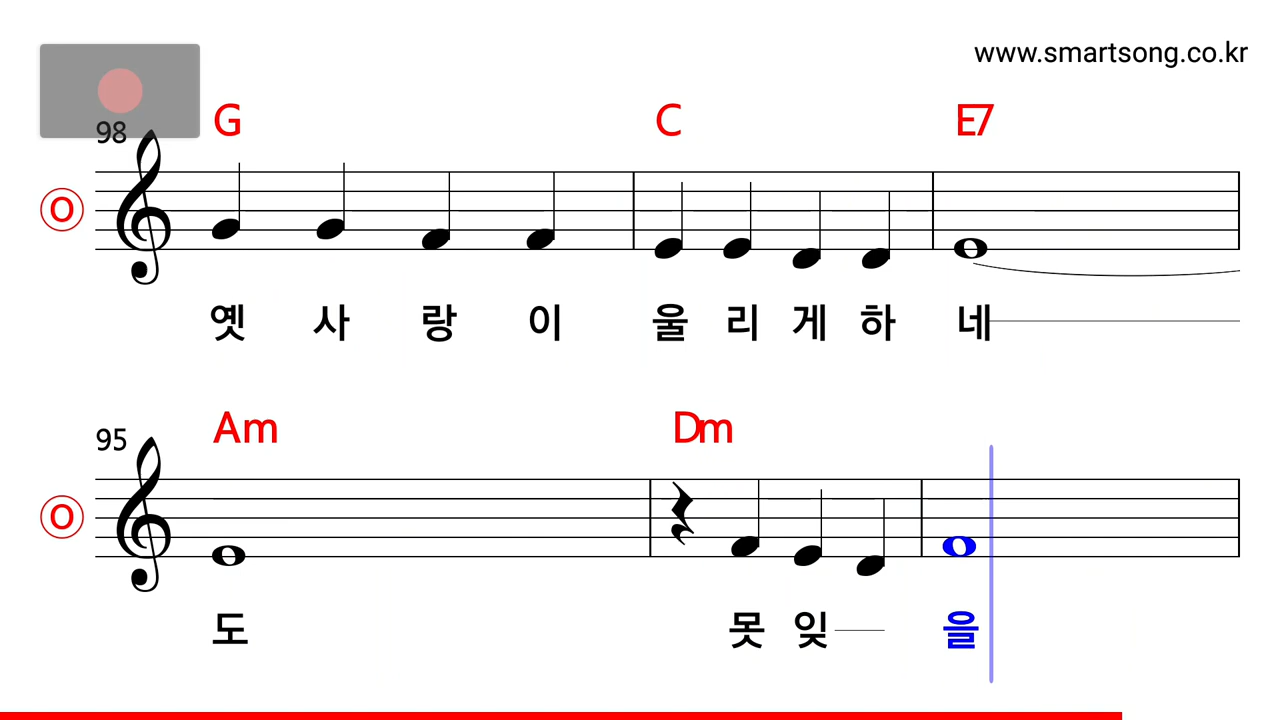 www.smartsong.co.kr
98 G C E7
O
옛 사 랑 이 울 리 게 하 네
95 Am Dm
O
도 못 잊 을